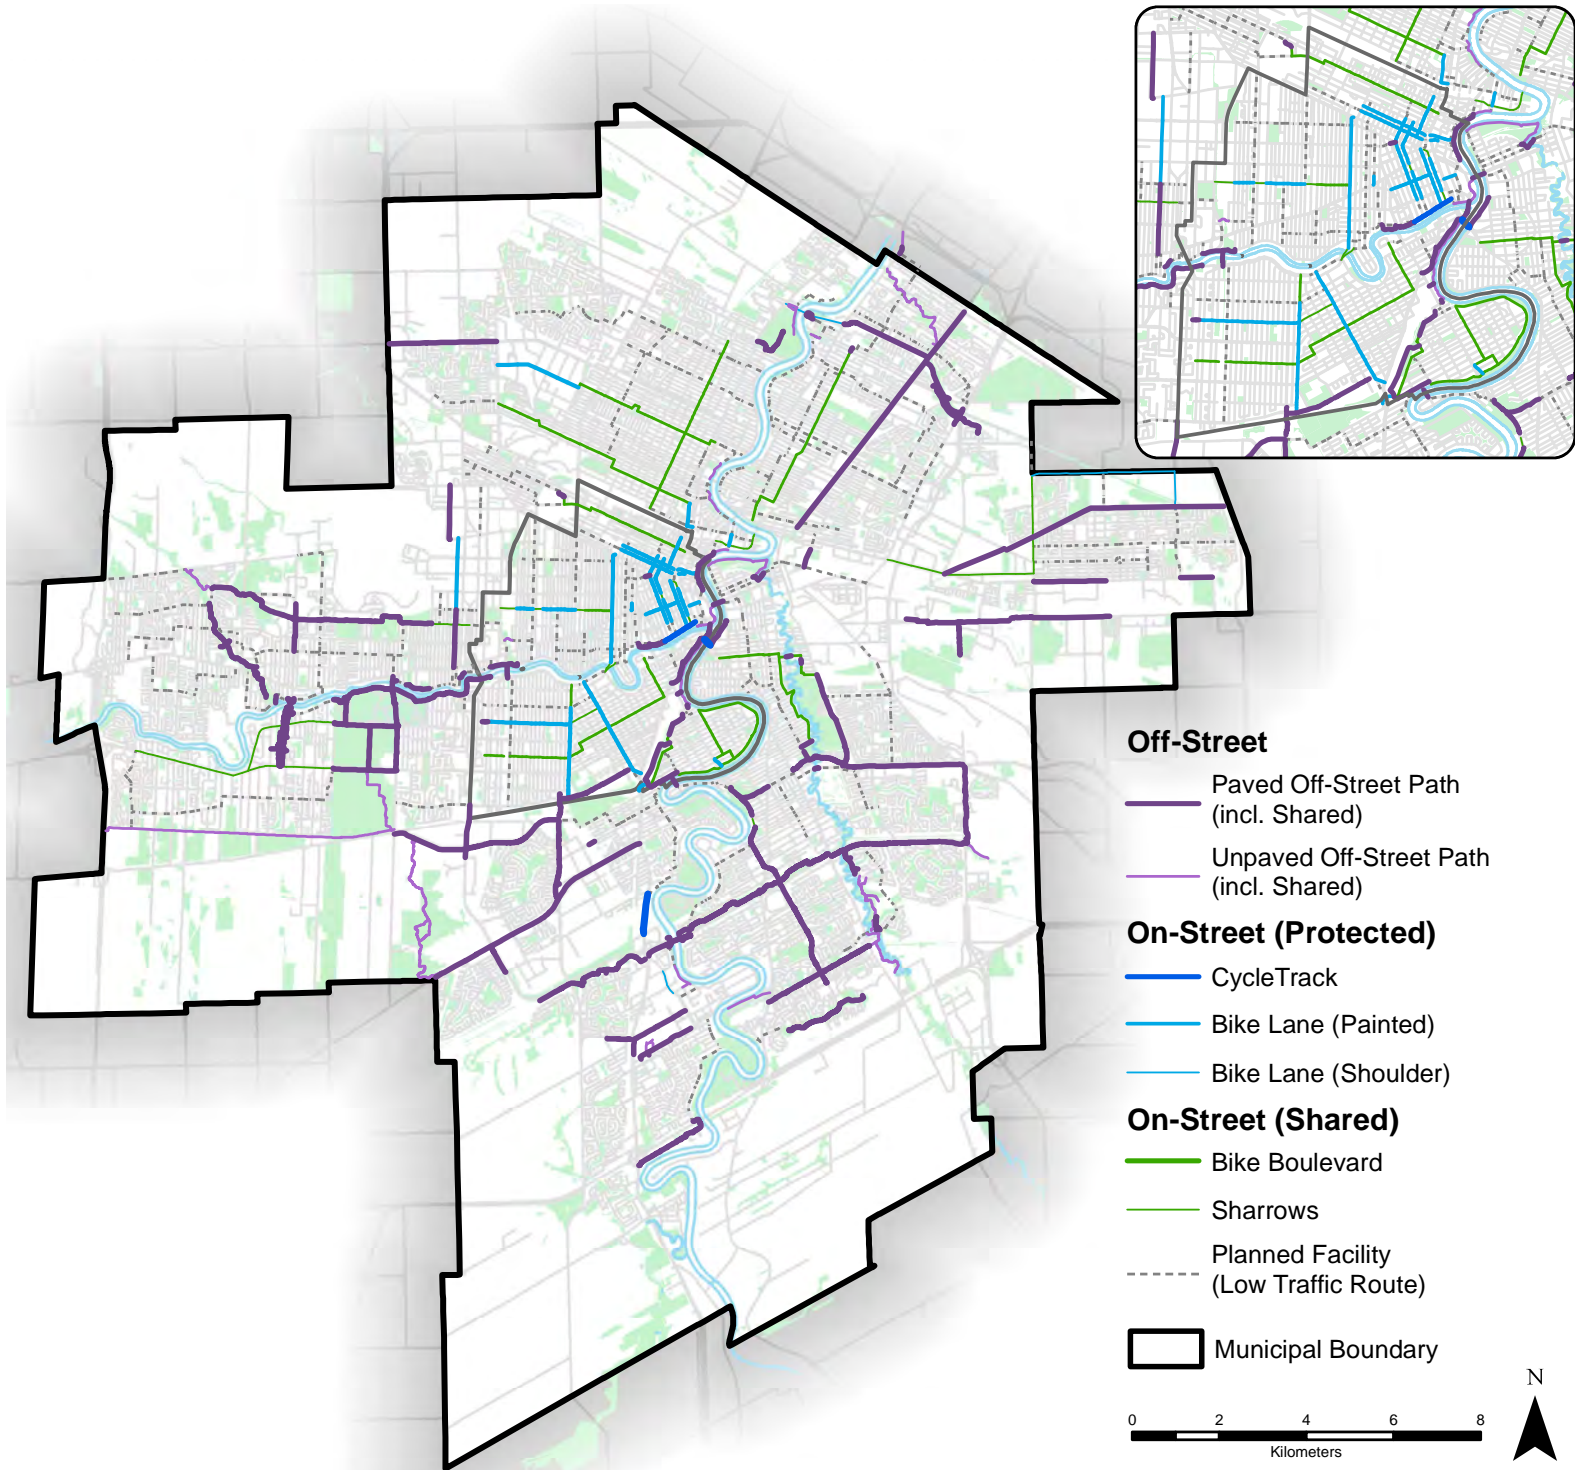 Off-Street
Paved Off-Street Path
(incl. Shared)
Unpaved Off-Street Path
(incl. Shared)
On-Street (Protected)
CycleTrack
Bike Lane (Painted)
Bike Lane (Shoulder)
On-Street (Shared)
Bike Boulevard
Sharrows
Planned Facility
(Low Traffic Route)
Municipal Boundary
N
0 2 4 6 8
Kilometers